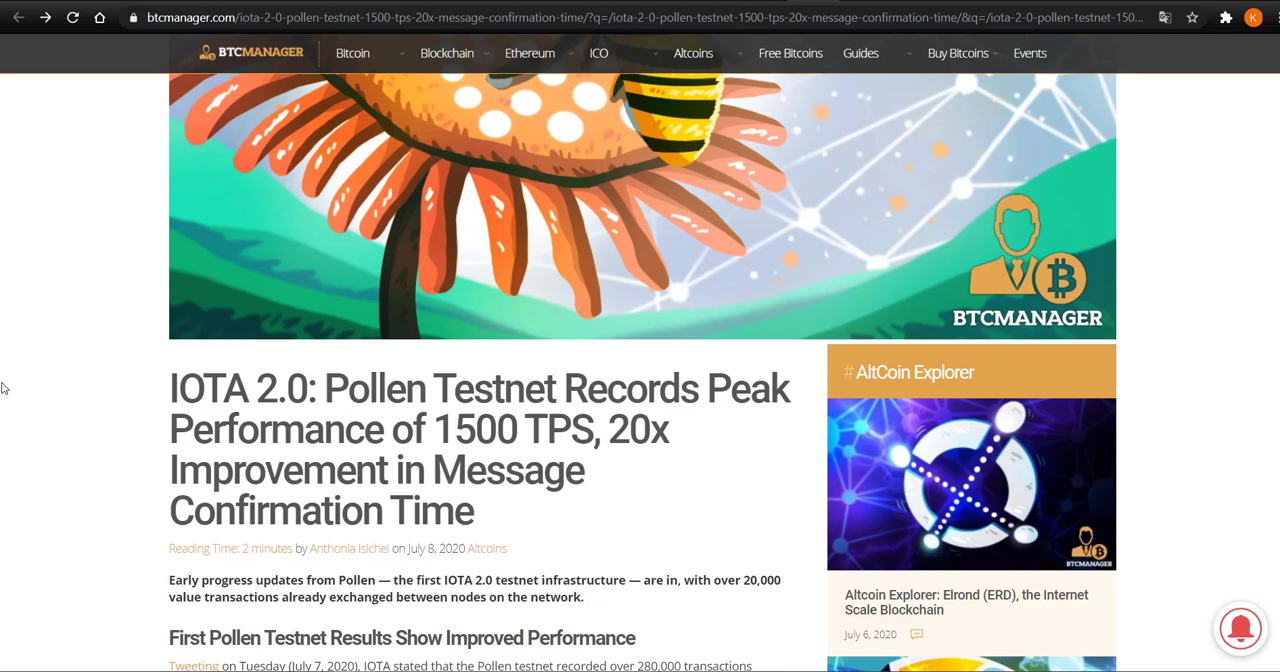 btcmanager.com/iota-2-0-pollen-testnet-1500-tps-20x-message-confirmation-time/?q=/iota-2-0-pollen-testnet-1500-tps-20x-message-confirmation-time/&q=/iota-2-0-pollen-testnet-150...
K
BTCMANAGER Bitcoin Blockchain Ethereum ICO Altcoins Free Bitcoins Guides Buy Bitcoins Events
BTCMANAGER
IOTA 2.0: Pollen Testnet Records Peak
Performance of 1500 TPS, 20x
Improvement in Message
Confirmation Time
Reading Time: 2 minutes by Anthonia Isichei on July 8, 2020 Altcoins
Early progress updates from Pollen — the first IOTA 2.0 testnet infrastructure — are in, with over 20,000
value transactions already exchanged between nodes on the network.
First Pollen Testnet Results Show Improved Performance
Tweeting on Tuesday (July 7, 2020), IOTA stated that the Pollen testnet recorded over 280,000 transactions
# AltCoin Explorer
BTCMANAGER
Altcoin Explorer: Elrond (ERD), the Internet
Scale Blockchain
July 6, 2020